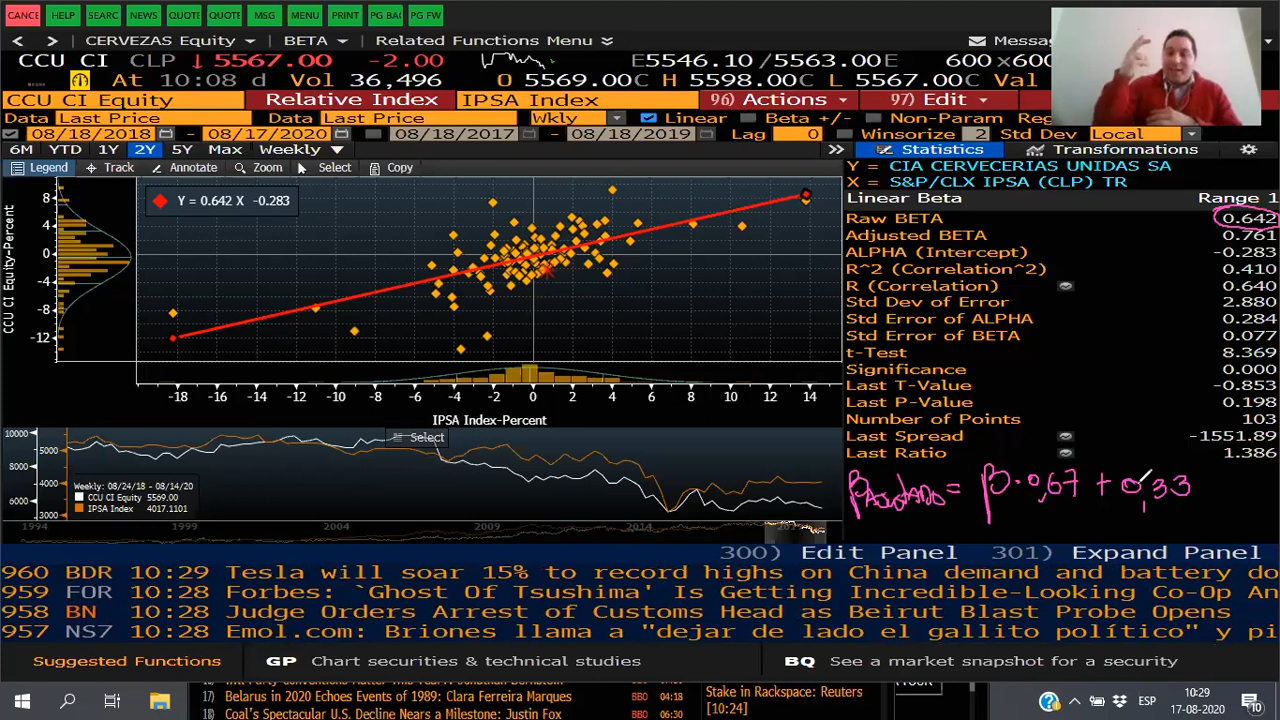 CANCE HELP SEARC NEWS QUOTE QUOTE MSG MENU PRINT PG BAC PG FW
CERVEZAS Equity BETA Related Functions Menu Messa
CCU CI CLP 5567.00 -2.00 E5546.10 / 5563.00E 600 x 600
At 10:08 d Vol 36,496 O 5569.00C H 5598.00C L 5567.00C Val
CCU CI Equity Relative Index IPSA Index 96) Actions 97) Edit
Data Last Price Data Last Price Wkly Linear Beta +/- Non-Param Reg
08/18/2018 - 08/17/2020 08/18/2017 - 08/18/2019 Lag 0 Winsorize 2 Std Dev Local
6M YTD 1Y 2Y 5Y Max Weekly Statistics Transformations
Legend Track Annotate Zoom Select Copy
Y = CIA CERVECERIAS UNIDAS SA
X = S&P/CLX IPSA (CLP) TR
Y = 0.642 X -0.283
CCU CI Equity-Percent
8
4
0
-4
-8
-12
-18 -16 -14 -12 -10 -8 -6 -4 -2 0 2 4 6 8 10 12 14
IPSA Index-Percent
Linear Beta Range 1
Raw BETA 0.642
Adjusted BETA 0.761
ALPHA (Intercept) -0.283
R^2 (Correlation^2) 0.410
R (Correlation) 0.640
Std Dev of Error 2.880
Std Error of ALPHA 0.284
Std Error of BETA 0.077
t-Test 8.369
Significance 0.000
Last T-Value -0.853
Last P-Value 0.198
Number of Points 103
Last Spread -1551.89
Last Ratio 1.386
β AJUSTADO = β · 0,67 + 0,33
10000
8000
6000
5000
4000
Select
Weekly: 08/24/18 - 08/14/20
CCU CI Equity 5569.00
IPSA Index 4017.1101
1994 1999 2004 2009 2014
300) Edit Panel 301) Expand Panel
960 BDR 10:29 Tesla will soar 15% to record highs on China demand and battery do
959 FOR 10:28 Forbes: `Ghost Of Tsushima' Is Getting Incredible-Looking Co-Op An
958 BN 10:28 Judge Orders Arrest of Customs Head as Beirut Blast Probe Opens
957 NS7 10:28 Emol.com: Briones llama a "dejar de lado el gallito político" y pi
Suggested Functions GP Chart securities & technical studies BQ See a market snapshot for a security
17) Belarus in 2020 Echoes Events of 1989: Clara Ferreira Marques BBO 04:18
18) Coal's Spectacular U.S. Decline Nears a Milestone: Justin Fox BBO 06:30
Stake in Rackspace: Reuters
[10:24]
ESP
10:29
17-08-2020
10